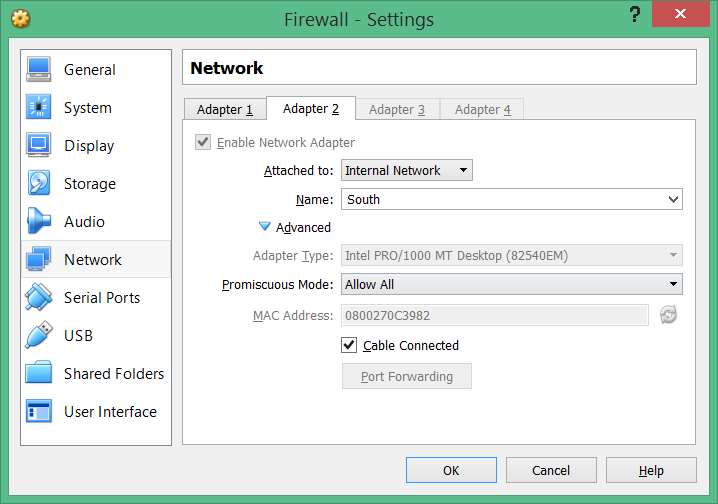 Firewall - Settings
?
General
System
Display
Storage
Audio
Network
Serial Ports
USB
Shared Folders
User Interface
Network
Adapter 1 Adapter 2 Adapter 3 Adapter 4
Enable Network Adapter
Attached to: Internal Network
Name: South
Advanced
Adapter Type: Intel PRO/1000 MT Desktop (82540EM)
Promiscuous Mode: Allow All
MAC Address: 0800270C3982
Cable Connected
Port Forwarding
OK Cancel Help